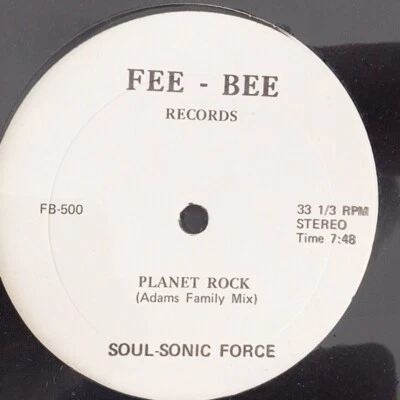 FEE - BEE
RECORDS
FB-500
33 1/3 RPM
STEREO
Time 7:48
PLANET ROCK
(Adams Family Mix)
SOUL-SONIC FORCE